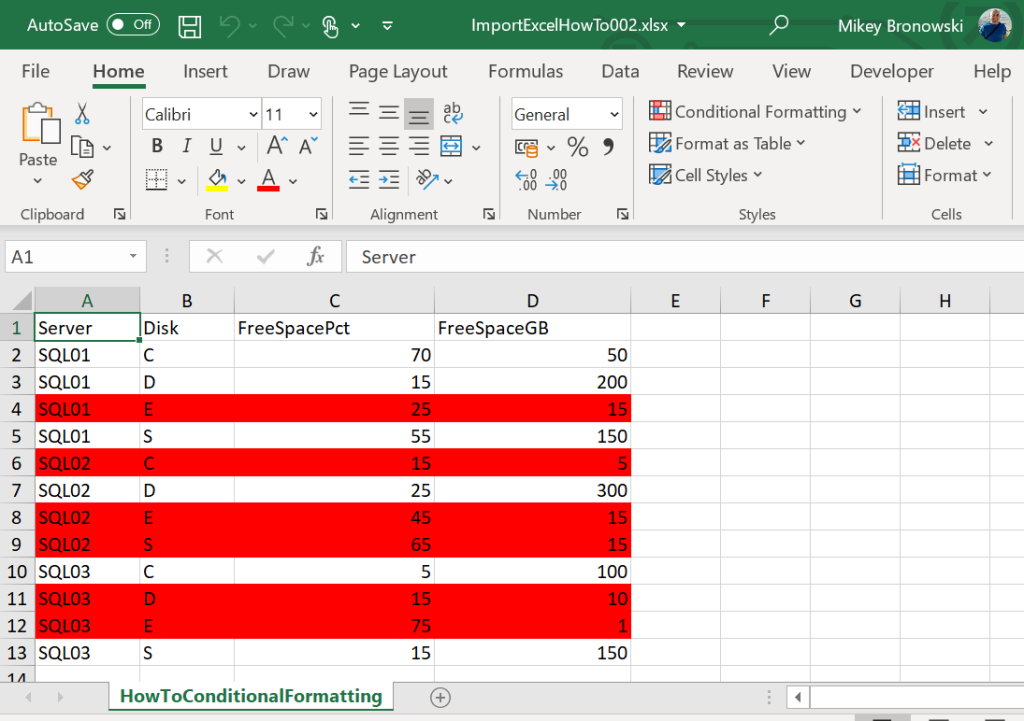 AutoSave Off ImportExcelHowTo002.xlsx Mikey Bronowski
File Home Insert Draw Page Layout Formulas Data Review View Developer Help
Paste
Clipboard
Calibri 11
B I U A A
A
Font
ab
c
Alignment
General
% 9
.00 .00
.0
Number
Conditional Formatting
Format as Table
Cell Styles
Styles
Insert
Delete
Format
Cells
A1 fx Server
A B C D E F G H
1 Server Disk FreeSpacePct FreeSpaceGB
2 SQL01 C 70 50
3 SQL01 D 15 200
4 SQL01 E 25 15
5 SQL01 S 55 150
6 SQL02 C 15 5
7 SQL02 D 25 300
8 SQL02 E 45 15
9 SQL02 S 65 15
10 SQL03 C 5 100
11 SQL03 D 15 10
12 SQL03 E 75 1
13 SQL03 S 15 150
14
HowToConditionalFormatting